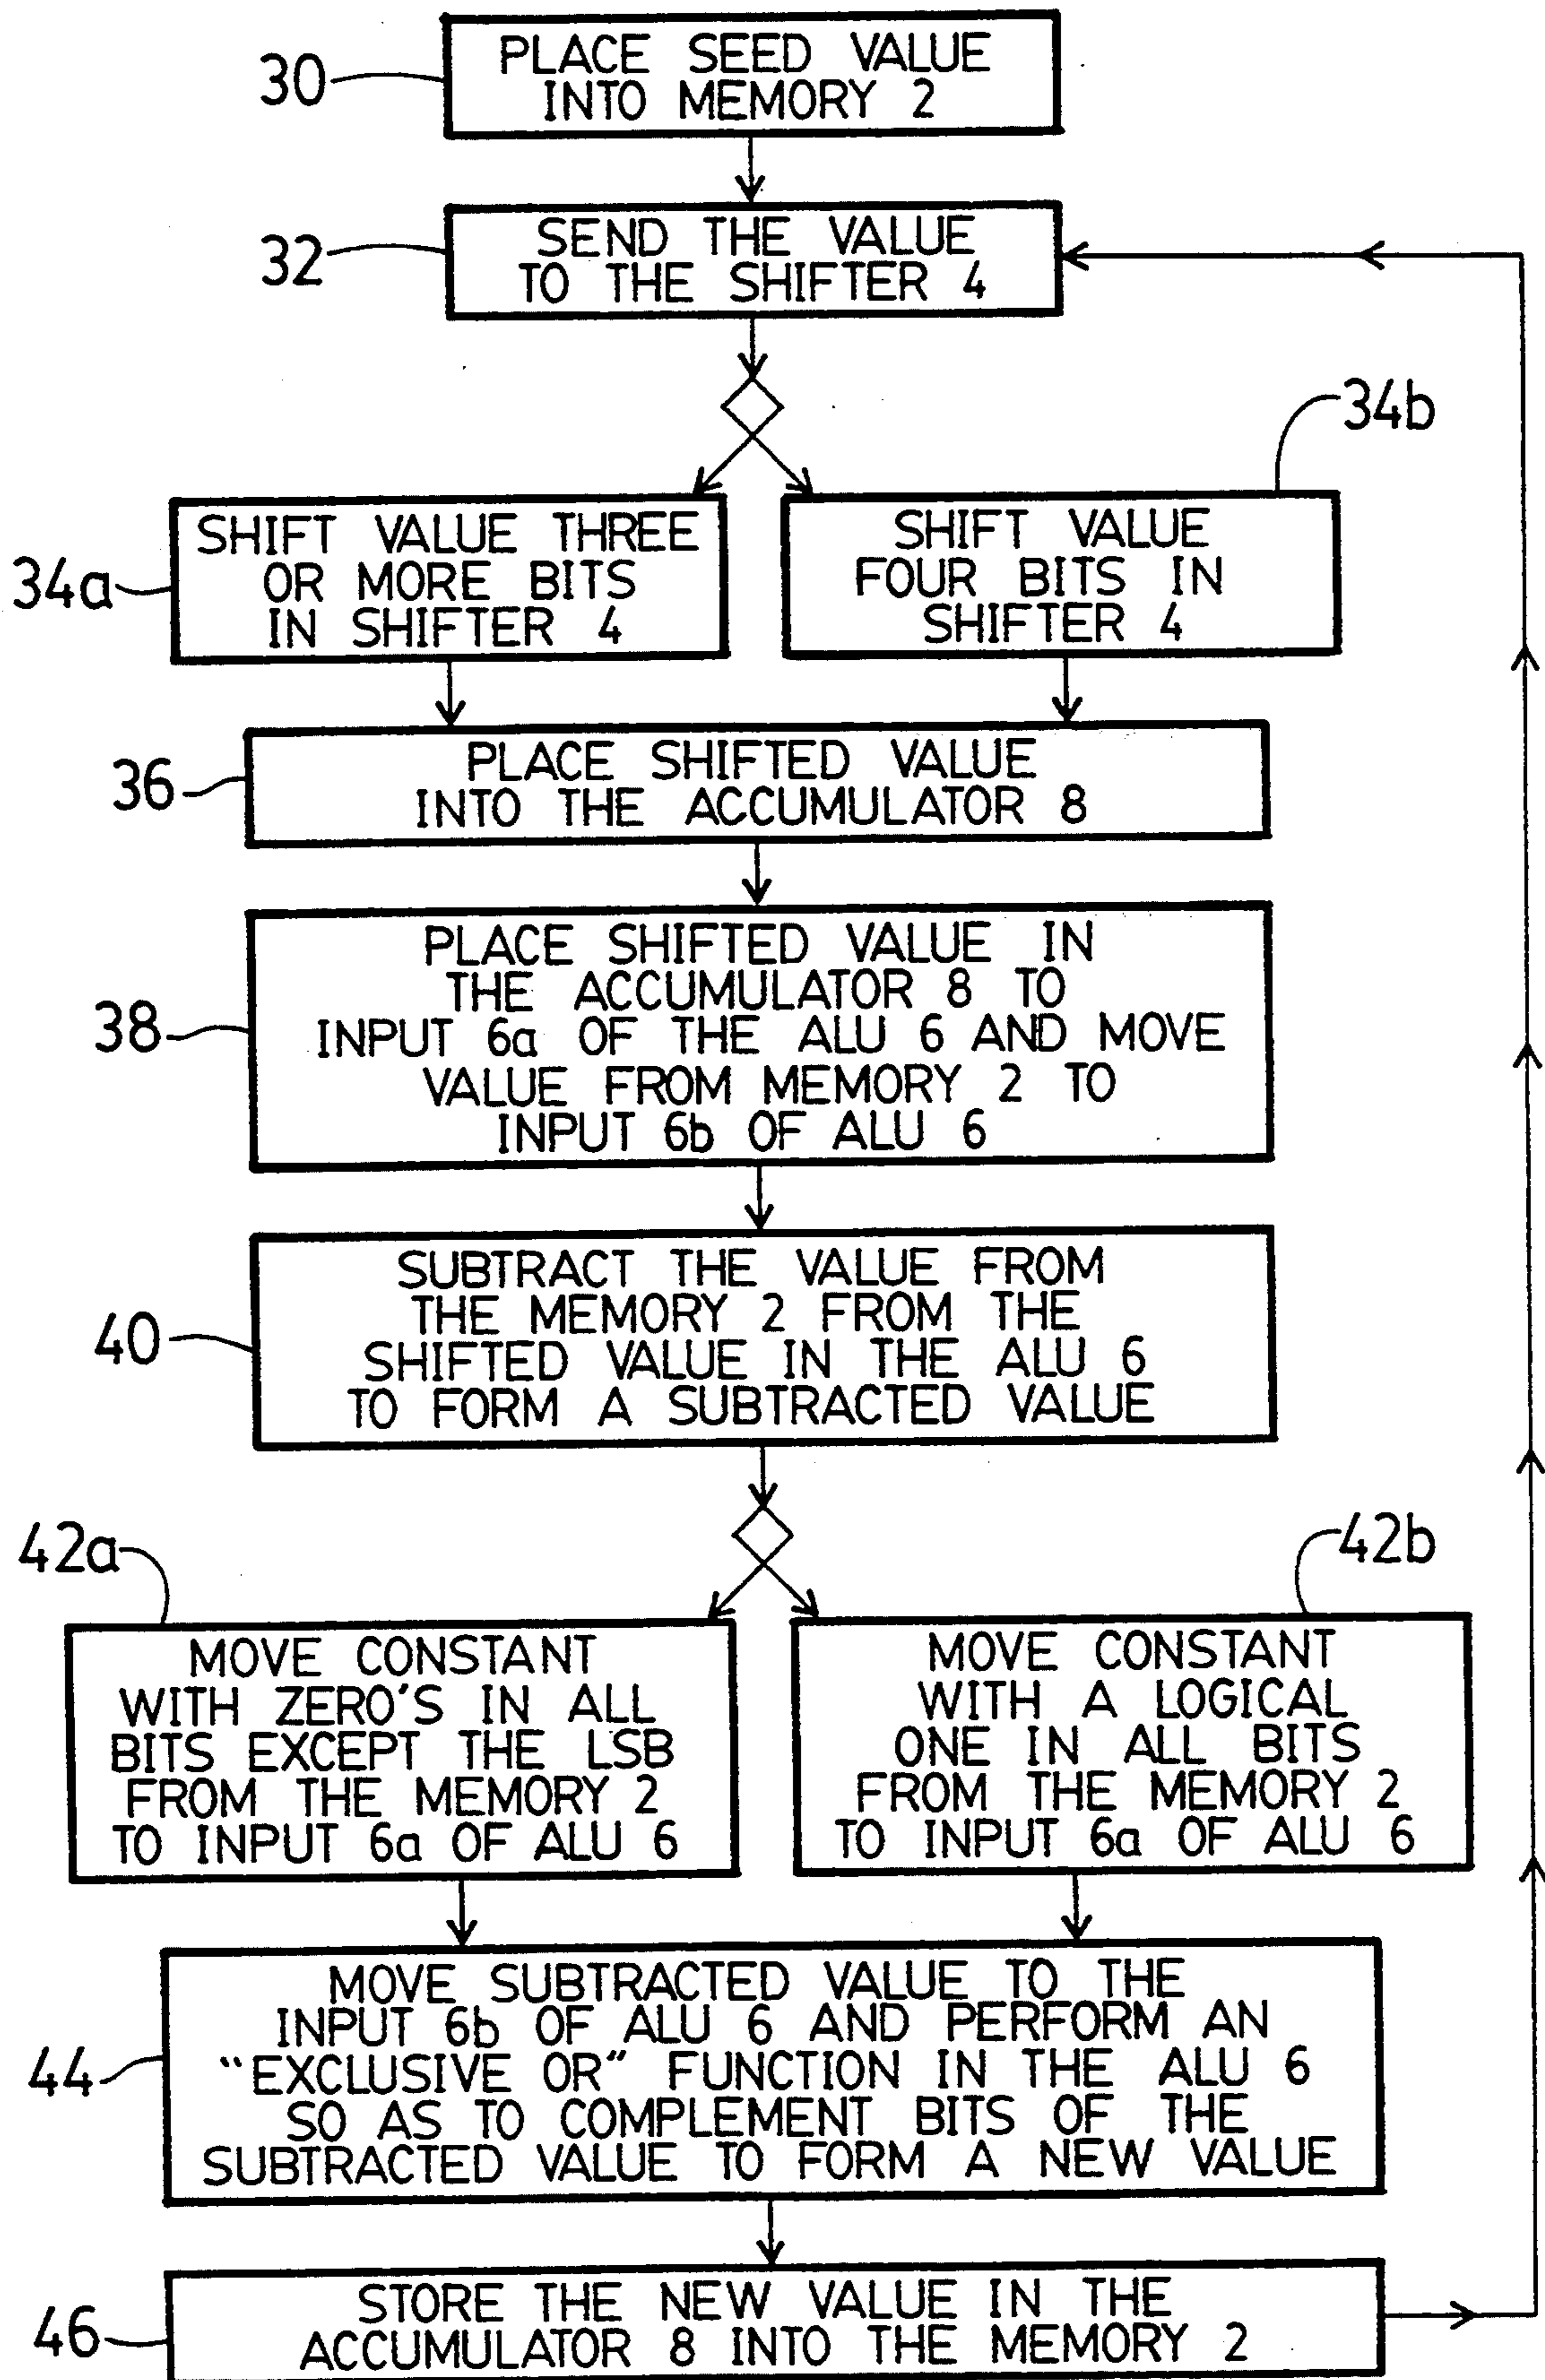 30
PLACE SEED VALUE
INTO MEMORY 2
32
SEND THE VALUE
TO THE SHIFTER 4
34a
SHIFT VALUE THREE
OR MORE BITS
IN SHIFTER 4
34b
SHIFT VALUE
FOUR BITS IN
SHIFTER 4
36
PLACE SHIFTED VALUE
INTO THE ACCUMULATOR 8
38
PLACE SHIFTED VALUE IN
THE ACCUMULATOR 8 TO
INPUT 6a OF THE ALU 6 AND MOVE
VALUE FROM MEMORY 2 TO
INPUT 6b OF ALU 6
40
SUBTRACT THE VALUE FROM
THE MEMORY 2 FROM THE
SHIFTED VALUE IN THE ALU 6
TO FORM A SUBTRACTED VALUE
42a
MOVE CONSTANT
WITH ZERO'S IN ALL
BITS EXCEPT THE LSB
FROM THE MEMORY 2
TO INPUT 6a OF ALU 6
42b
MOVE CONSTANT
WITH A LOGICAL
ONE IN ALL BITS
FROM THE MEMORY 2
TO INPUT 6a OF ALU 6
44
MOVE SUBTRACTED VALUE TO THE
INPUT 6b OF ALU 6 AND PERFORM AN
“EXCLUSIVE OR” FUNCTION IN THE ALU 6
SO AS TO COMPLEMENT BITS OF THE
SUBTRACTED VALUE TO FORM A NEW VALUE
46
STORE THE NEW VALUE IN THE
ACCUMULATOR 8 INTO THE MEMORY 2